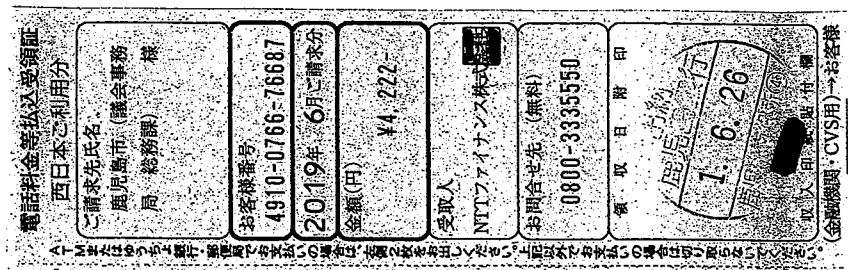 電話料金等払込受領証
西日本ご利用分
ご請求先氏名
鹿児島市（議会事務
局 総務課） 様
お客様番号
4910-0766-76687
2019年 6月ご請求分
金額(円)
¥4,222-
受取人
NTTファイナンス株式会社
お問合せ先 (無料)
0800-3335550
領収日附印
1.6.26
収入印紙貼付欄
(金融機関・CVS用)→お客様
ATMまたはゆうちょ銀行・郵便局でお支払いの場合は、左側2枚をお出しください。上記以外でお支払いの場合は切り取らないでください。